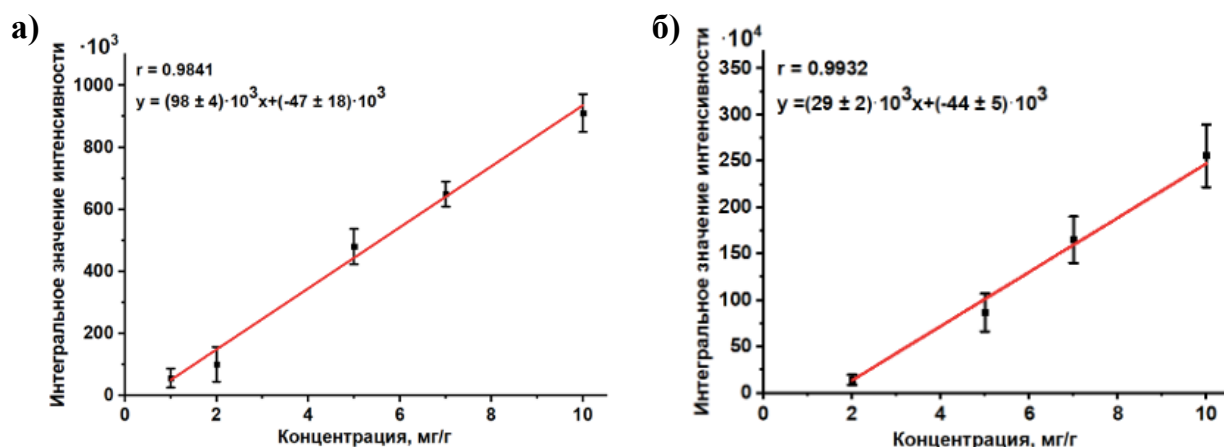 а)
·10³
r = 0.9841
y = (98 ± 4)·10³x+(-47 ± 18)·10³
Интегральное значение интенсивности
1000
800
600
400
200
0
0 2 4 6 8 10
Концентрация, мг/г
б)
·10⁴
r = 0.9932
y =(29 ± 2)·10³x+(-44 ± 5)·10³
Интегральное значение интенсивности
350
300
250
200
150
100
50
0
0 2 4 6 8 10
Концентрация, мг/г